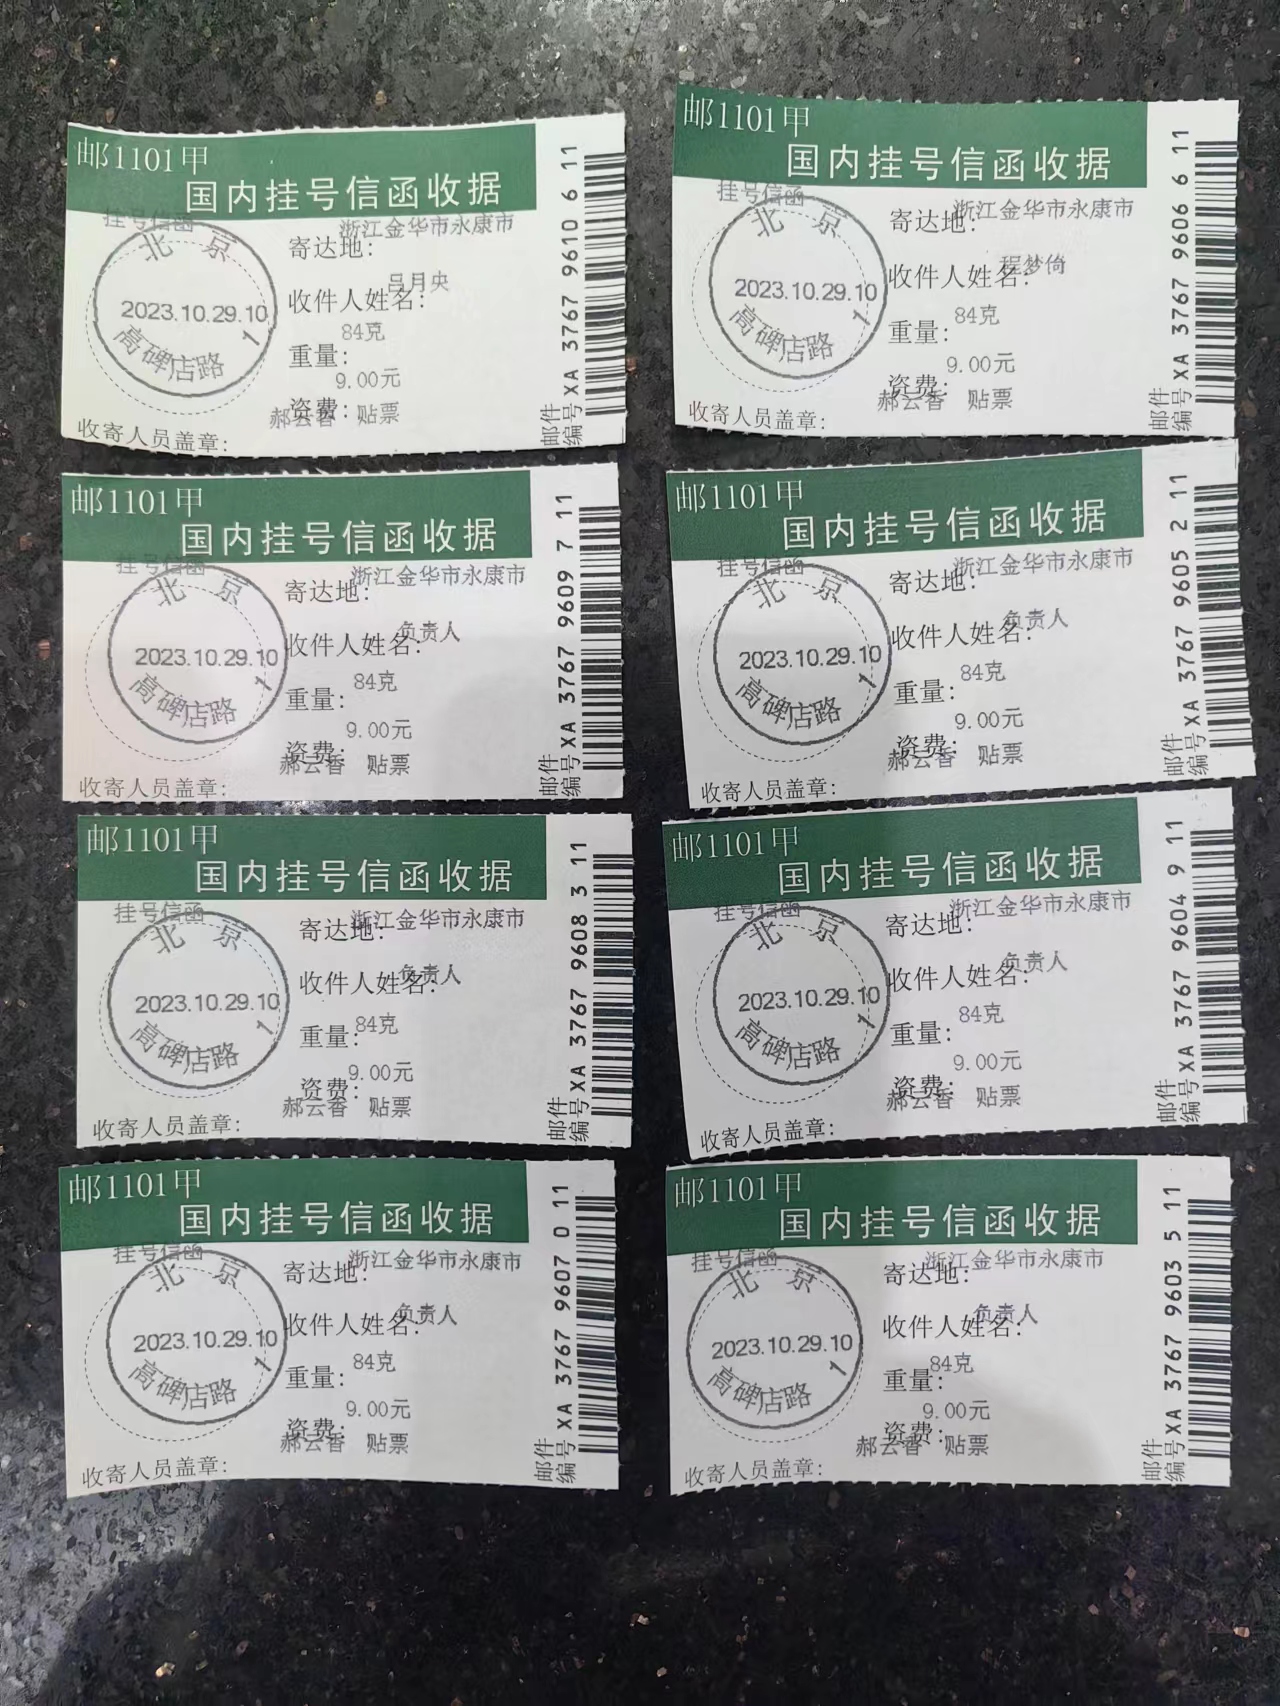 邮1101甲
国内挂号信函收据
挂号信函
北京
2023.10.29.10
1
高碑店路
浙江金华市永康市
寄达地:
吕月央
收件人姓名:
84克
重量:
9.00元
资费:
郝云香 贴票
收寄人员盖章:
邮件
编号XA 3767 9610 6 11
邮1101甲
国内挂号信函收据
挂号信函
北京
2023.10.29.10
1
高碑店路
浙江金华市永康市
寄达地:
程梦倚
收件人姓名:
84克
重量:
9.00元
资费:
郝云香 贴票
收寄人员盖章:
邮件
编号XA 3767 9606 6 11
邮1101甲
国内挂号信函收据
挂号信函
北京
2023.10.29.10
1
高碑店路
浙江金华市永康市
寄达地:
负责人
收件人姓名:
84克
重量:
9.00元
资费:
郝云香 贴票
收寄人员盖章:
邮件
编号XA 3767 9609 7 11
邮1101甲
国内挂号信函收据
挂号信函
北京
2023.10.29.10
1
高碑店路
浙江金华市永康市
寄达地:
负责人
收件人姓名:
84克
重量:
9.00元
资费:
郝云香 贴票
收寄人员盖章:
邮件
编号XA 3767 9605 2 11
邮1101甲
国内挂号信函收据
挂号信函
北京
2023.10.29.10
1
高碑店路
浙江金华市永康市
寄达地:
负责人
收件人姓名:
84克
重量:
9.00元
资费:
郝云香 贴票
收寄人员盖章:
邮件
编号XA 3767 9608 3 11
邮1101甲
国内挂号信函收据
挂号信函
北京
2023.10.29.10
1
高碑店路
浙江金华市永康市
寄达地:
负责人
收件人姓名:
84克
重量:
9.00元
资费:
郝云香 贴票
收寄人员盖章:
邮件
编号XA 3767 9604 9 11
邮1101甲
国内挂号信函收据
挂号信函
北京
2023.10.29.10
1
高碑店路
浙江金华市永康市
寄达地:
负责人
收件人姓名:
84克
重量:
9.00元
资费:
郝云香 贴票
收寄人员盖章:
邮件
编号XA 3767 9607 0 11
邮1101甲
国内挂号信函收据
挂号信函
北京
2023.10.29.10
1
高碑店路
浙江金华市永康市
寄达地:
负责人
收件人姓名:
84克
重量:
9.00元
资费:
郝云香 贴票
收寄人员盖章:
邮件
编号XA 3767 9603 5 11